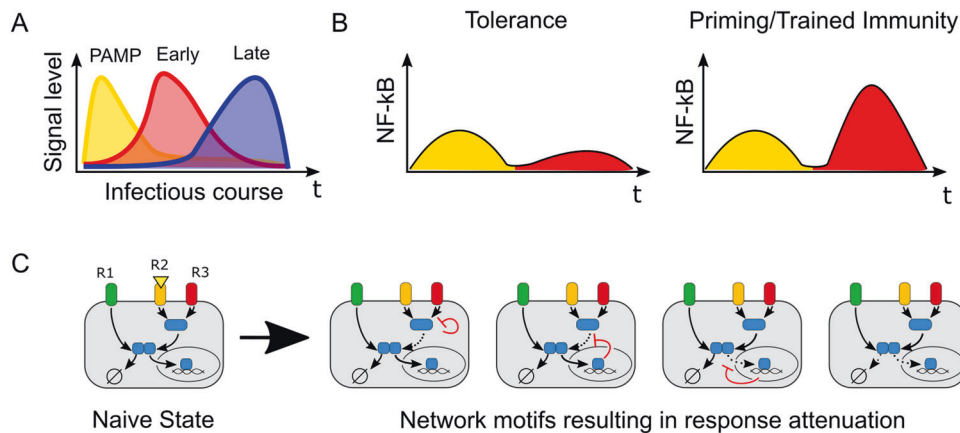 A
PAMP Early Late
Signal level
Infectious course
t
B
Tolerance
NF-kB
t
Priming/Trained Immunity
NF-kB
t
C
R1 R2 R3
Naive State
Network motifs resulting in response attenuation